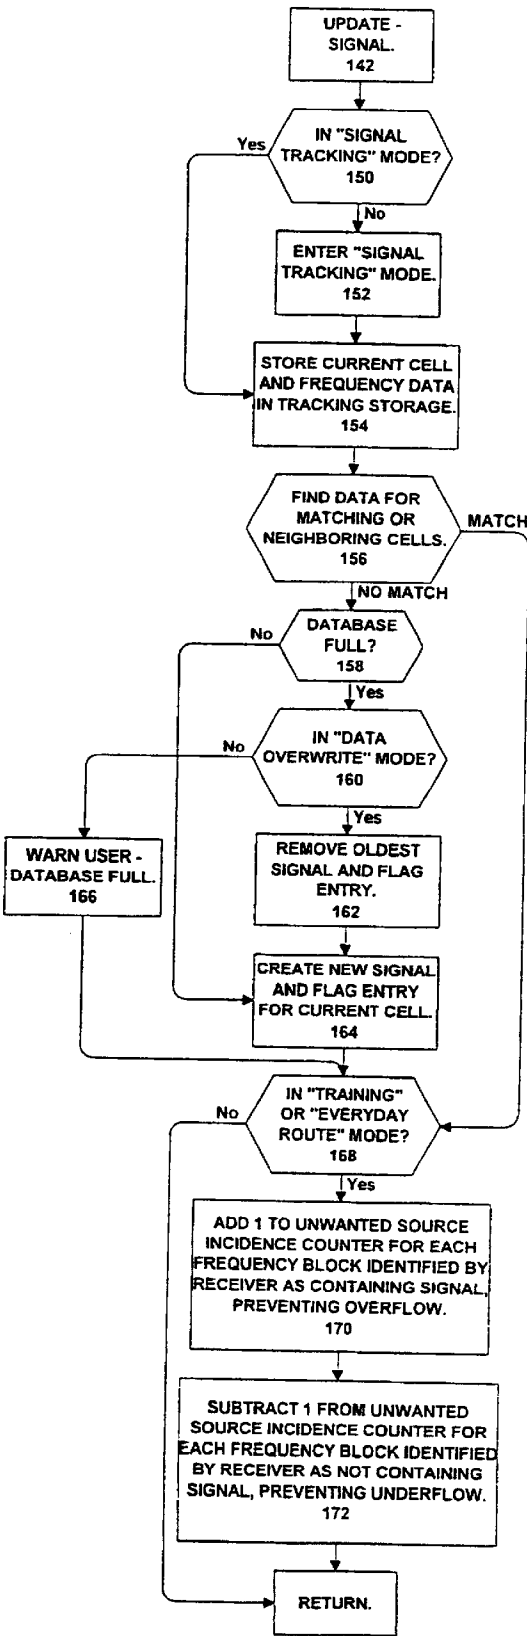 UPDATE -
SIGNAL.
142
IN "SIGNAL
TRACKING" MODE?
150
Yes
No
ENTER "SIGNAL
TRACKING" MODE.
152
STORE CURRENT CELL
AND FREQUENCY DATA
IN TRACKING STORAGE.
154
FIND DATA FOR
MATCHING OR
NEIGHBORING CELLS.
156
MATCH
NO MATCH
DATABASE
FULL?
158
No
Yes
IN "DATA
OVERWRITE" MODE?
160
No
Yes
WARN USER -
DATABASE FULL.
166
REMOVE OLDEST
SIGNAL AND FLAG
ENTRY.
162
CREATE NEW SIGNAL
AND FLAG ENTRY
FOR CURRENT CELL.
164
IN "TRAINING"
OR "EVERYDAY
ROUTE" MODE?
168
No
Yes
ADD 1 TO UNWANTED SOURCE
INCIDENCE COUNTER FOR EACH
FREQUENCY BLOCK IDENTIFIED BY
RECEIVER AS CONTAINING SIGNAL,
PREVENTING OVERFLOW.
170
SUBTRACT 1 FROM UNWANTED
SOURCE INCIDENCE COUNTER FOR
EACH FREQUENCY BLOCK IDENTIFIED
BY RECEIVER AS NOT CONTAINING
SIGNAL, PREVENTING UNDERFLOW.
172
RETURN.